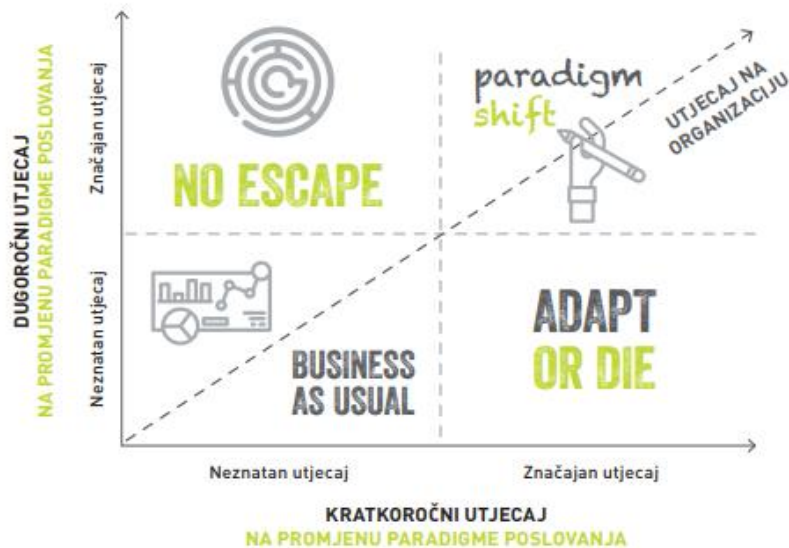 DUGOROČNI UTJECAJ
NA PROMJENU PARADIGME POSLOVANJA
Značajan utjecaj
Neznatan utjecaj
NO ESCAPE
paradigm
shift
UTJECAJ NA
ORGANIZACIJU
BUSINESS
AS USUAL
ADAPT
OR DIE
Neznatan utjecaj
Značajan utjecaj
KRATKOROČNI UTJECAJ
NA PROMJENU PARADIGME POSLOVANJA